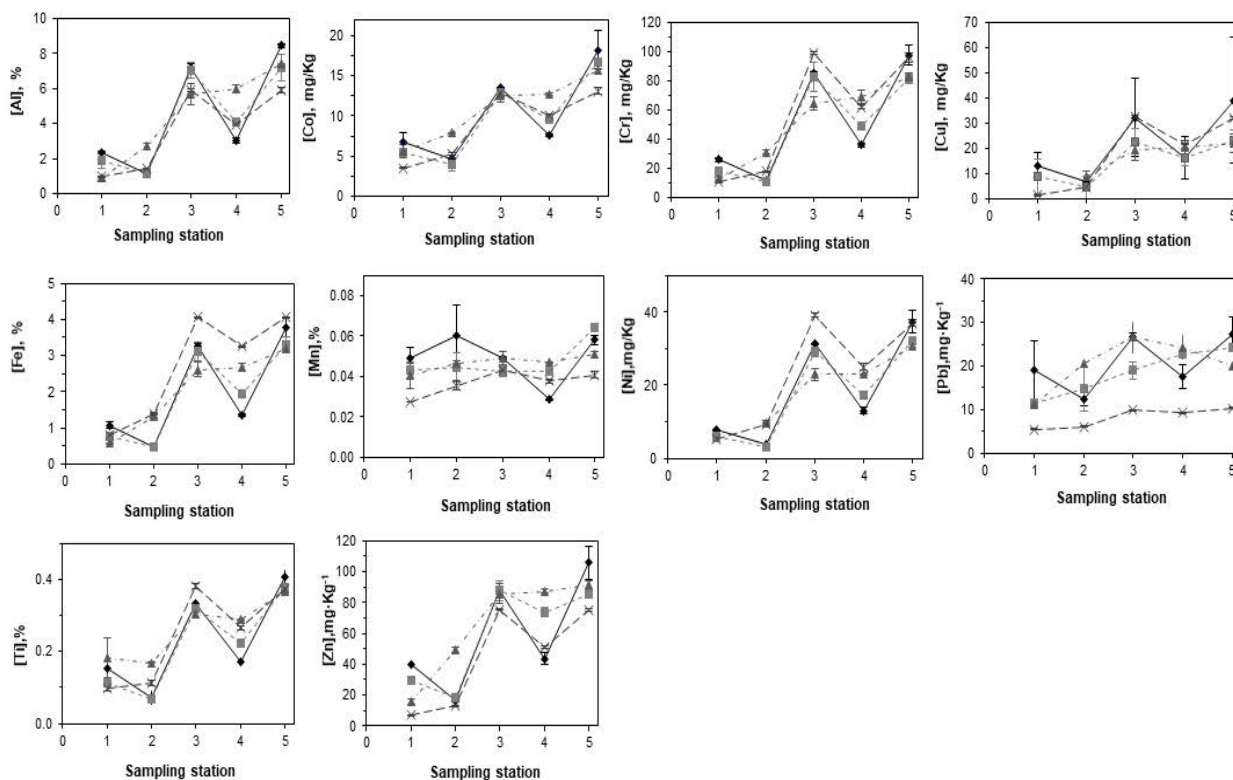 [Al], %
10
8
6
4
2
0
0 1 2 3 4 5
Sampling station
[Co], mg/Kg
20
15
10
5
0
0 1 2 3 4 5
Sampling station
[Cr], mg/Kg
120
100
80
60
40
20
0
0 1 2 3 4 5
Sampling station
[Cu], mg/Kg
70
60
50
40
30
20
10
0
0 1 2 3 4 5
Sampling station
[Fe], %
5
4
3
2
1
0
0 1 2 3 4 5
Sampling station
[Mn],%
0.08
0.06
0.04
0.02
0.00
0 1 2 3 4 5
Sampling station
[Ni],mg/Kg
40
20
0
0 1 2 3 4 5
Sampling station
[Pb],mg·Kg⁻¹
40
30
20
10
0
0 1 2 3 4 5
Sampling station
[Ti],%
0.4
0.2
0.0
0 1 2 3 4 5
Sampling station
[Zn],mg·Kg⁻¹
120
100
80
60
40
20
0
0 1 2 3 4 5
Sampling station